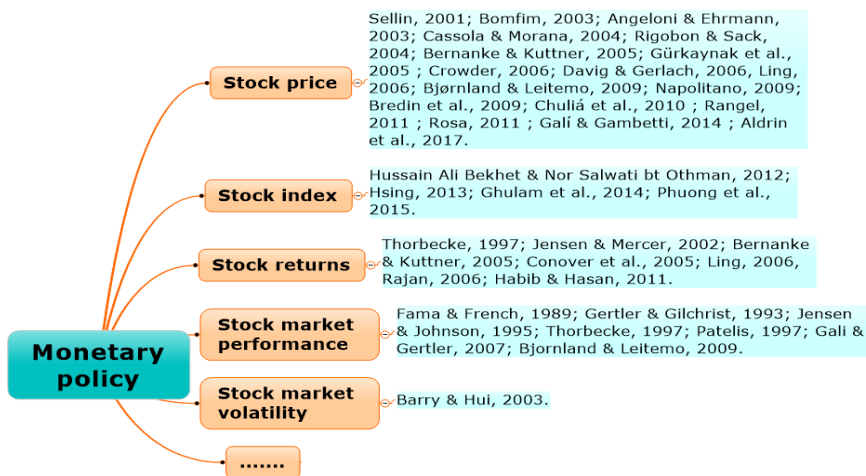 Sellin, 2001; Bomfim, 2003; Angeloni & Ehrmann,
2003; Cassola & Morana, 2004; Rigobon & Sack,
2004; Bernanke & Kuttner, 2005; Gürkaynak et al.,
2005 ; Crowder, 2006; Davig & Gerlach, 2006, Ling,
2006; Bjørnland & Leitemo, 2009; Napolitano, 2009;
Bredin et al., 2009; Chuliá et al., 2010 ; Rangel,
2011 ; Rosa, 2011 ; Galí & Gambetti, 2014 ; Aldrin
et al., 2017.
Stock price
Hussain Ali Bekhet & Nor Salwati bt Othman, 2012;
Hsing, 2013; Ghulam et al., 2014; Phuong et al.,
2015.
Stock index
Thorbecke, 1997; Jensen & Mercer, 2002; Bernanke
& Kuttner, 2005; Conover et al., 2005; Ling, 2006,
Rajan, 2006; Habib & Hasan, 2011.
Stock returns
Fama & French, 1989; Gertler & Gilchrist, 1993; Jensen
& Johnson, 1995; Thorbecke, 1997; Patelis, 1997; Gali &
Gertler, 2007; Bjornland & Leitemo, 2009.
Stock market
performance
Monetary
policy
Stock market
volatility
Barry & Hui, 2003.
.......